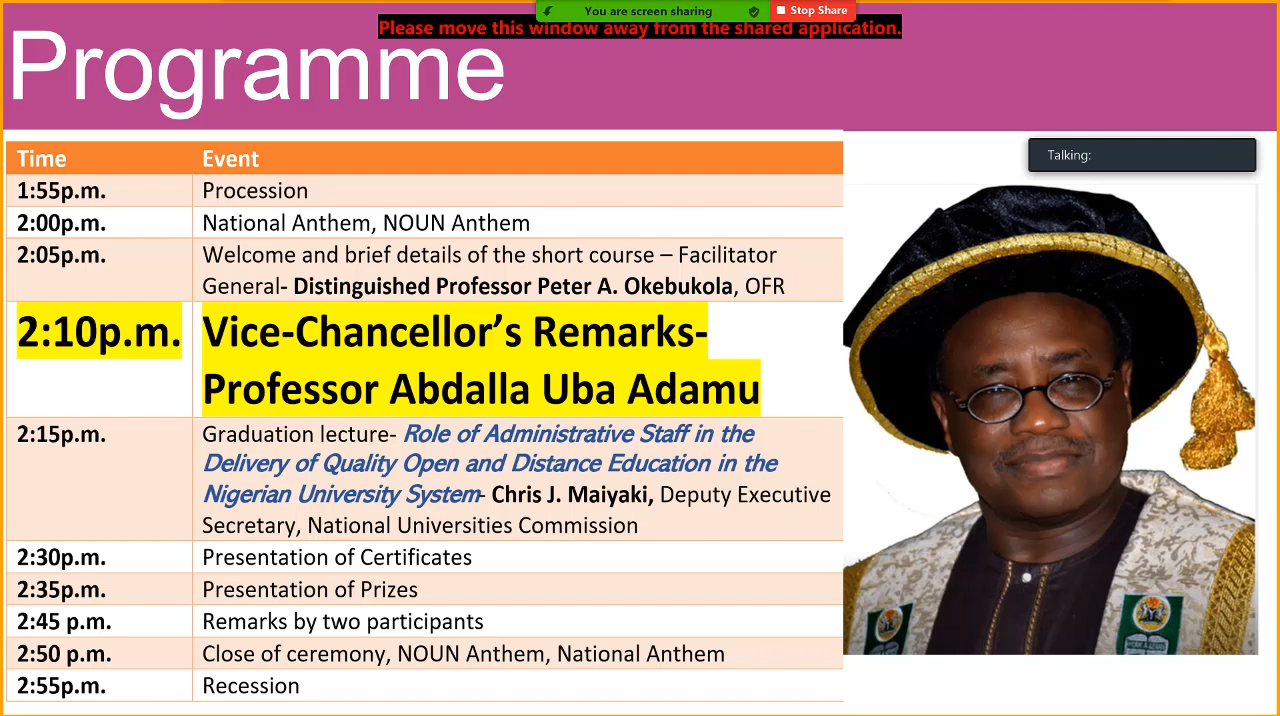 You are screen sharing
Stop Share
Please move this window away from the shared application.
Programme
Talking:
Time Event
1:55p.m. Procession
2:00p.m. National Anthem, NOUN Anthem
2:05p.m. Welcome and brief details of the short course – Facilitator
General- Distinguished Professor Peter A. Okebukola, OFR
2:10p.m. Vice-Chancellor’s Remarks-
Professor Abdalla Uba Adamu
2:15p.m. Graduation lecture- Role of Administrative Staff in the
Delivery of Quality Open and Distance Education in the
Nigerian University System- Chris J. Maiyaki, Deputy Executive
Secretary, National Universities Commission
2:30p.m. Presentation of Certificates
2:35p.m. Presentation of Prizes
2:45 p.m. Remarks by two participants
2:50 p.m. Close of ceremony, NOUN Anthem, National Anthem
2:55p.m. Recession